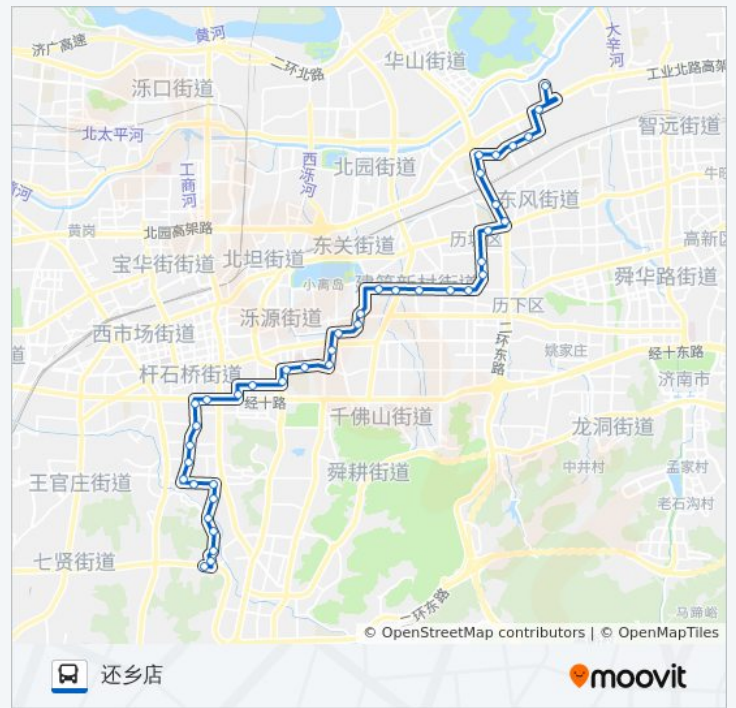 黄河
大辛河
济广高速
二环北路
华山街道
工业北路高架
泺口街道
智远街道
北太平河
工商河
西泺河
北园街道
牛旺
黄河
东风街道
黄岗
北园高架路
东关街道
历城区
高新区
宝华街街道
北坦街道
小离岛
建筑新村街道
舜华路街道
泺源街道
历下区
道
西市场街道
二环东路
姚家庄
经十东路
杆石桥街道
济南市
经十路
千佛山街道
龙洞街道
王官庄街道
舜耕街道
中井村
孟家村
老石沟村
七贤街道
二环东路
马蹄峪
© OpenStreetMap contributors | © OpenMapTiles
还乡店
moovit